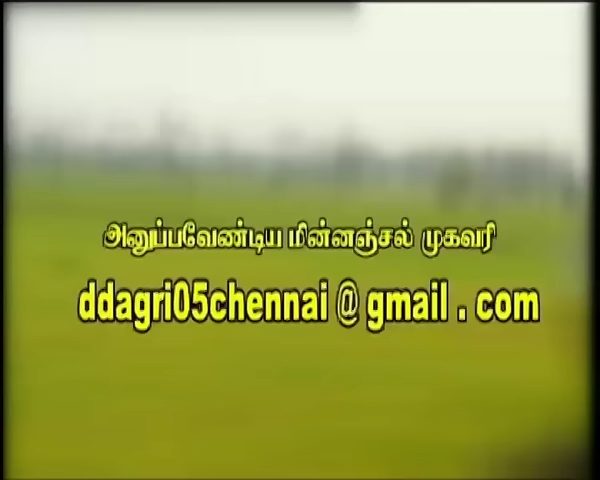 அனுப்பவேண்டிய மின்னஞ்சல் முகவரி
ddagri05chennai @ gmail . com